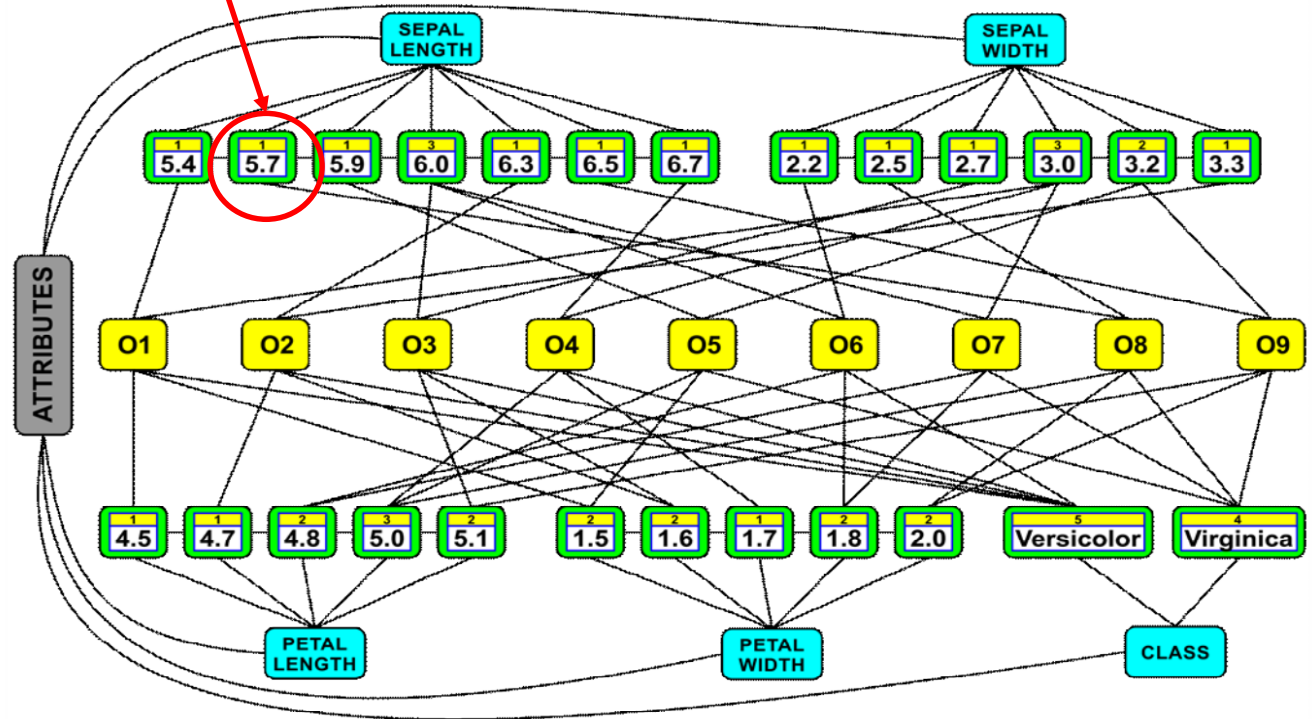 SEPAL
LENGTH
SEPAL
WIDTH
1 1 1 3 1 1 1 1 1 1 3 2 1
5.4 5.7 5.9 6.0 6.3 6.5 6.7 2.2 2.5 2.7 3.0 3.2 3.3
ATTRIBUTES
O1 O2 O3 O4 O5 O6 O7 O8 O9
1 1 2 3 2 2 2 1 2 2 5 4
4.5 4.7 4.8 5.0 5.1 1.5 1.6 1.7 1.8 2.0 Versicolor Virginica
PETAL
LENGTH
PETAL
WIDTH
CLASS